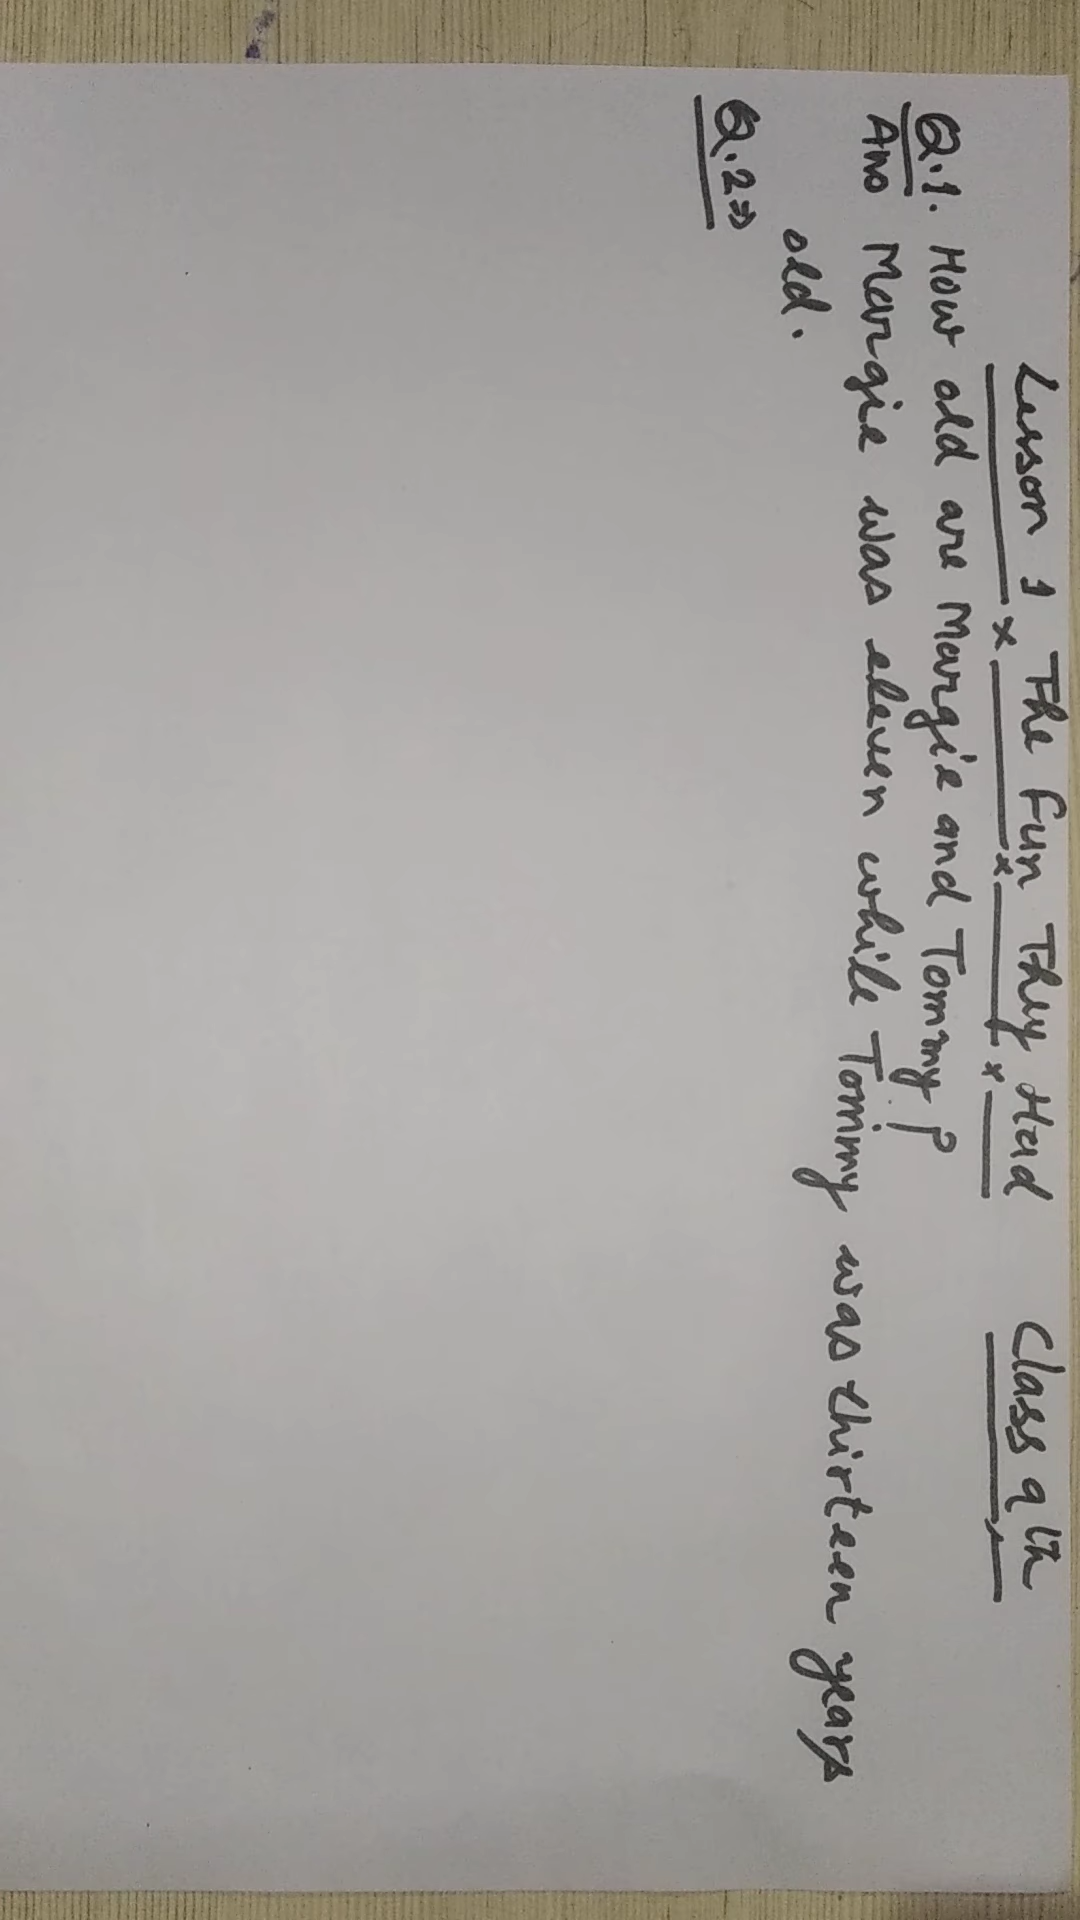 Lesson 1 The Fun They Had Class 9th
Q.1. How old are Margie and Tommy?
Ans Margie was eleven while Tommy was thirteen years
old.
Q.2⇒